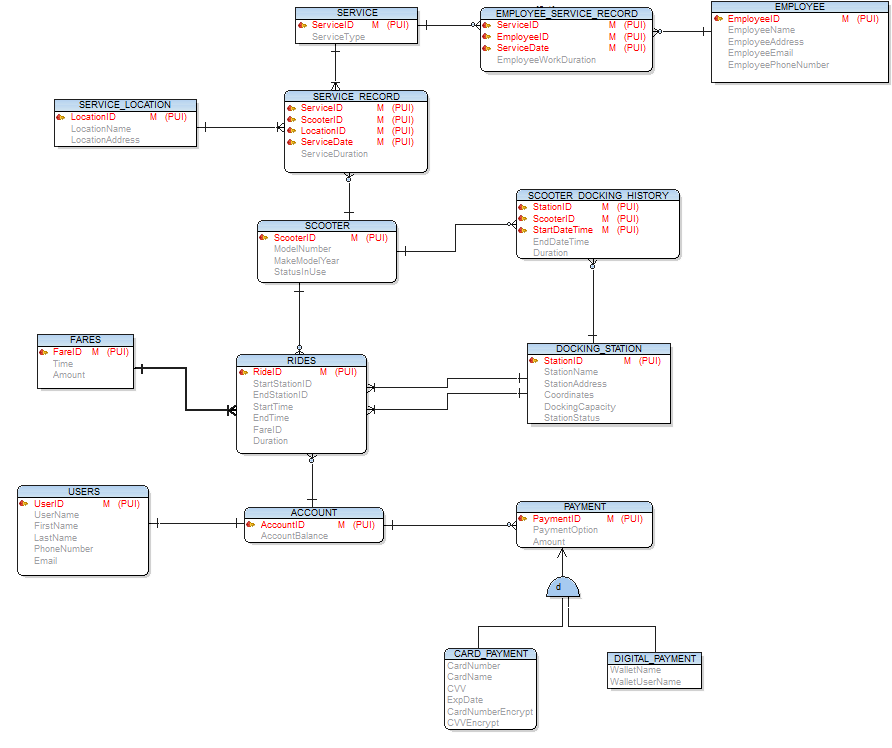 SERVICE
ServiceID M (PUI)
ServiceType
EMPLOYEE_SERVICE_RECORD
ServiceID M (PUI)
EmployeeID M (PUI)
ServiceDate M (PUI)
EmployeeWorkDuration
EMPLOYEE
EmployeeID M (PUI)
EmployeeName
EmployeeAddress
EmployeeEmail
EmployeePhoneNumber
SERVICE_LOCATION
LocationID M (PUI)
LocationName
LocationAddress
SERVICE_RECORD
ServiceID M (PUI)
ScooterID M (PUI)
LocationID M (PUI)
ServiceDate M (PUI)
ServiceDuration
SCOOTER
ScooterID M (PUI)
ModelNumber
MakeModelYear
StatusInUse
SCOOTER_DOCKING_HISTORY
StationID M (PUI)
ScooterID M (PUI)
StartDateTime M (PUI)
EndDateTime
Duration
FARES
FareID M (PUI)
Time
Amount
RIDES
RideID M (PUI)
StartStationID
EndStationID
StartTime
EndTime
FareID
Duration
DOCKING_STATION
StationID M (PUI)
StationName
StationAddress
Coordinates
DockingCapacity
StationStatus
USERS
UserID M (PUI)
UserName
FirstName
LastName
PhoneNumber
Email
ACCOUNT
AccountID M (PUI)
AccountBalance
PAYMENT
PaymentID M (PUI)
PaymentOption
Amount
d
CARD_PAYMENT
CardNumber
CardName
CVV
ExpDate
CardNumberEncrypt
CVVEncrypt
DIGITAL_PAYMENT
WalletName
WalletUserName